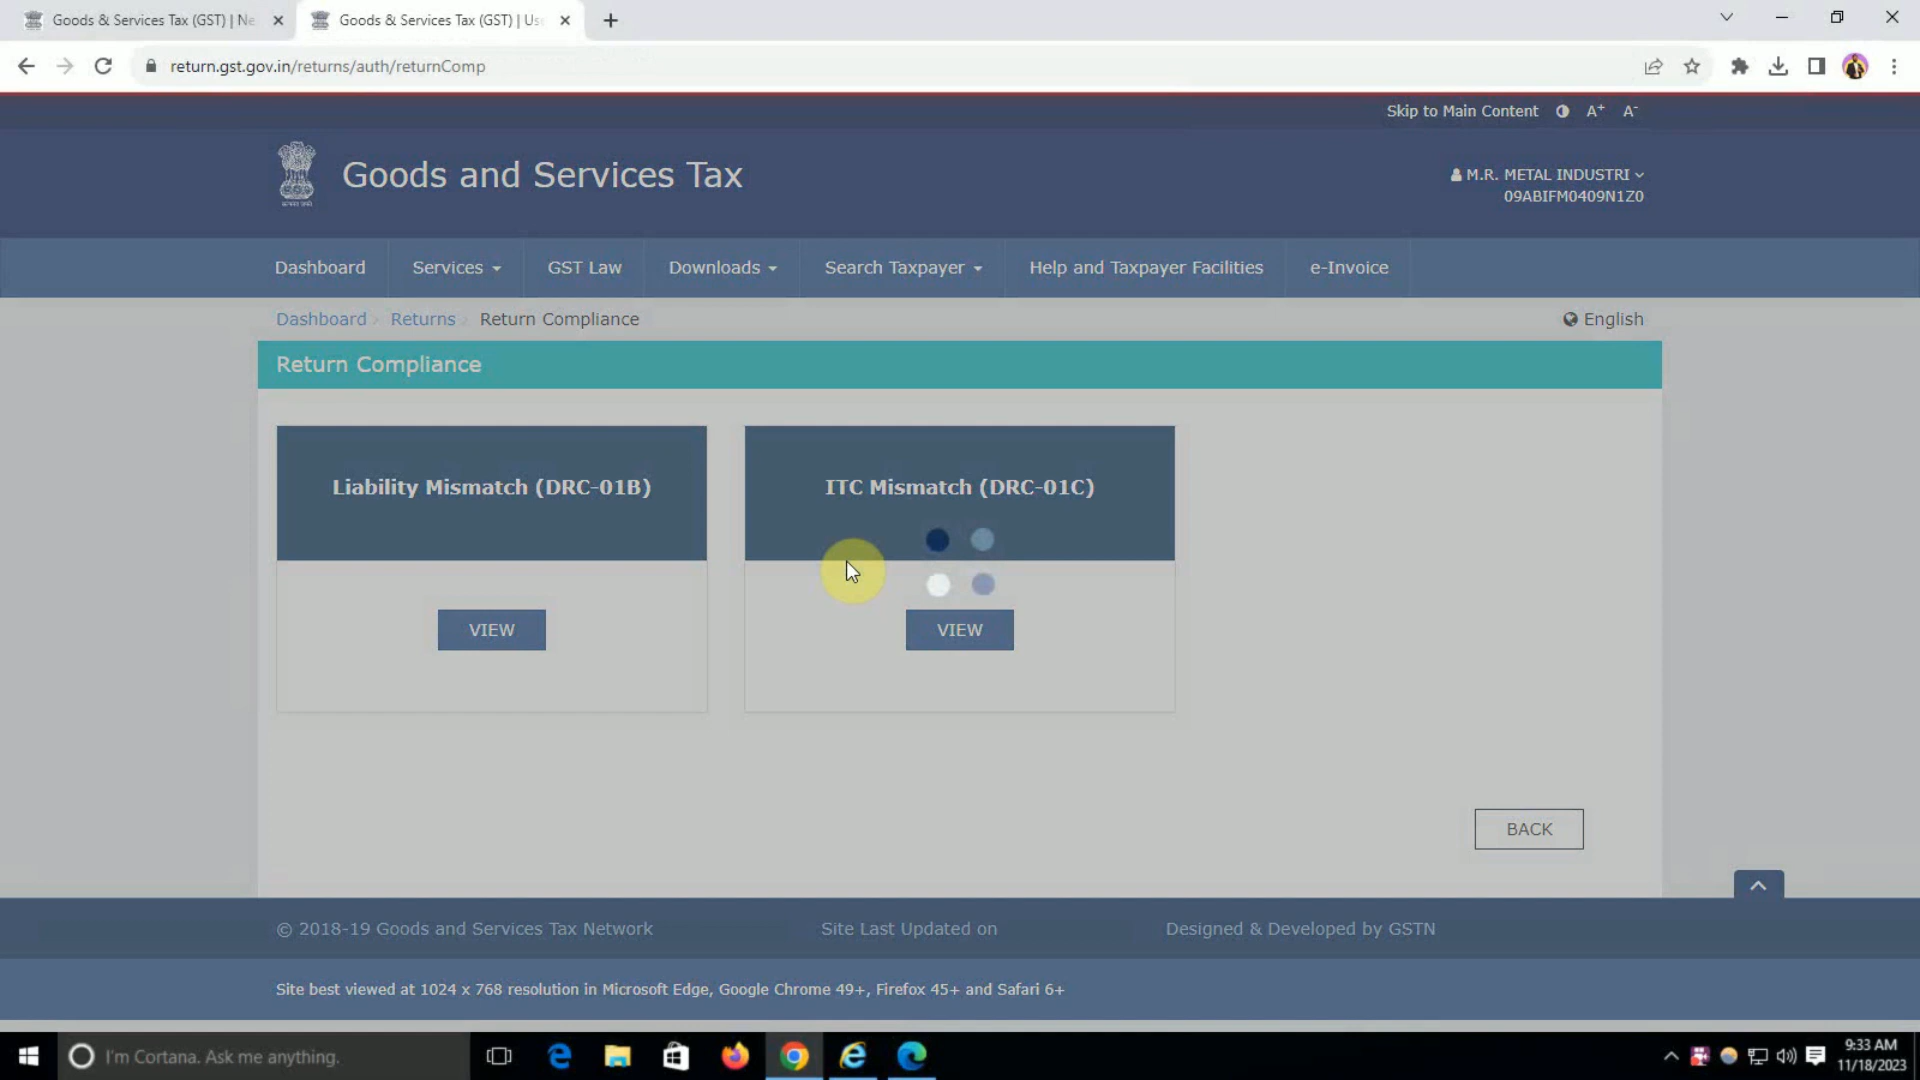 Goods & Services Tax (GST) | Ne
Goods & Services Tax (GST) | Us
return.gst.gov.in/returns/auth/returnComp
Skip to Main Content A+ A-
Goods and Services Tax
M.R. METAL INDUSTRI
09ABIFM0409N1Z0
Dashboard Services GST Law Downloads Search Taxpayer Help and Taxpayer Facilities e-Invoice
Dashboard Returns Return Compliance English
Return Compliance
Liability Mismatch (DRC-01B)
ITC Mismatch (DRC-01C)
VIEW
VIEW
BACK
© 2018-19 Goods and Services Tax Network Site Last Updated on Designed & Developed by GSTN
Site best viewed at 1024 x 768 resolution in Microsoft Edge, Google Chrome 49+, Firefox 45+ and Safari 6+
I'm Cortana. Ask me anything.
9:33 AM
11/18/2023